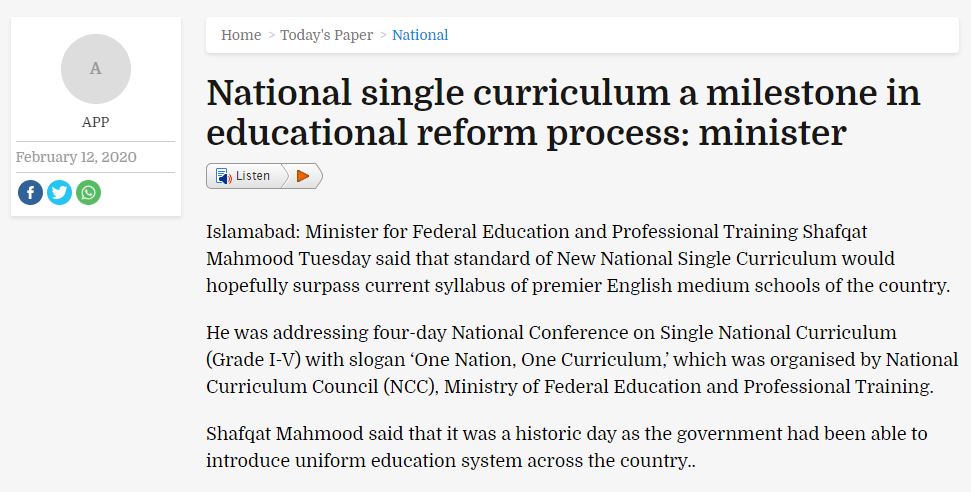 A
APP
February 12, 2020
Home > Today's Paper > National
National single curriculum a milestone in
educational reform process: minister
Listen
Islamabad: Minister for Federal Education and Professional Training Shafqat
Mahmood Tuesday said that standard of New National Single Curriculum would
hopefully surpass current syllabus of premier English medium schools of the country.
He was addressing four-day National Conference on Single National Curriculum
(Grade I-V) with slogan ‘One Nation, One Curriculum,’ which was organised by National
Curriculum Council (NCC), Ministry of Federal Education and Professional Training.
Shafqat Mahmood said that it was a historic day as the government had been able to
introduce uniform education system across the country..